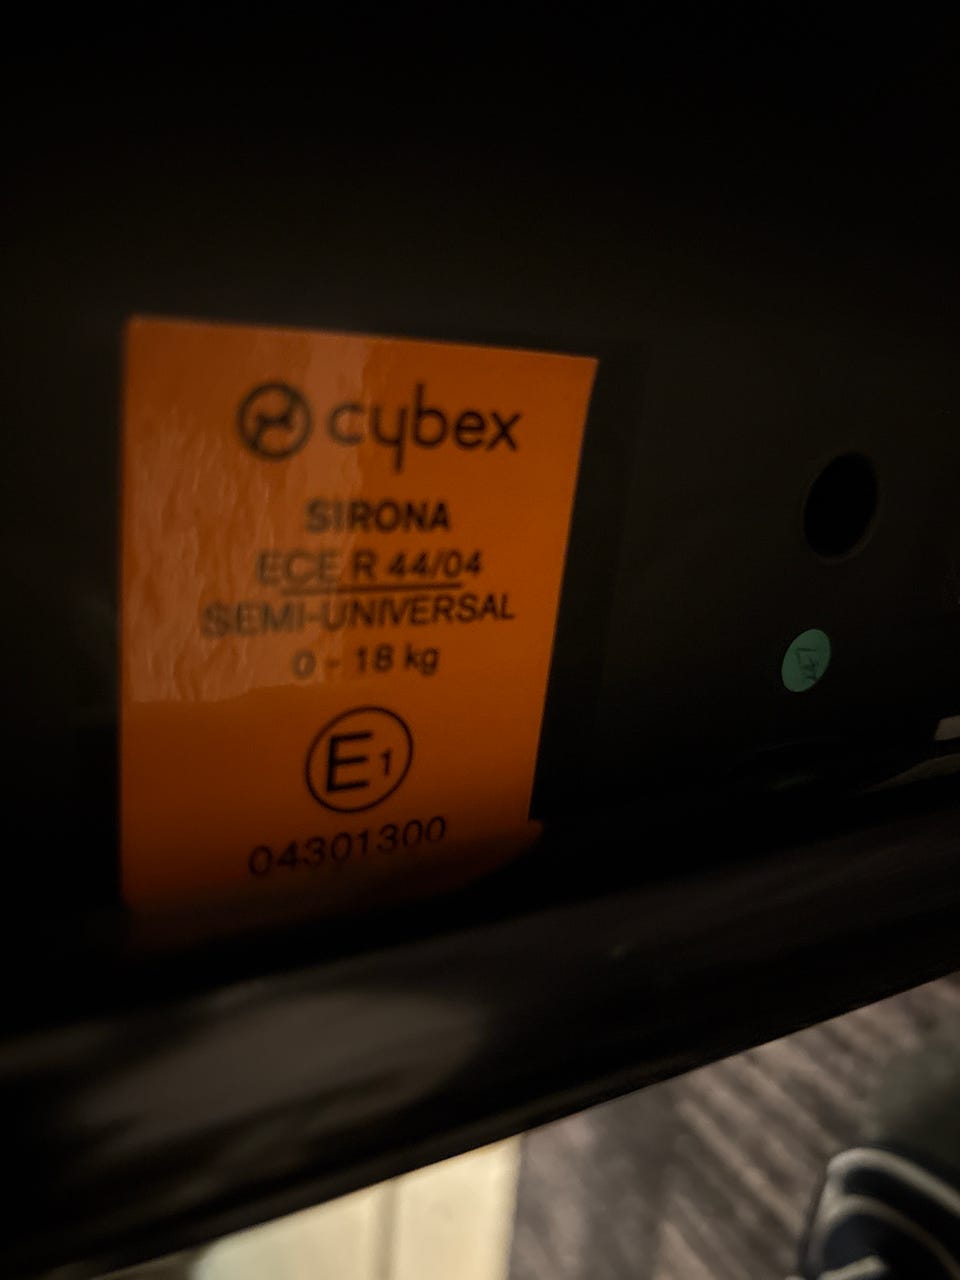 cybex
SIRONA
ECE R 44/04
SEMI-UNIVERSAL
0 - 18 kg
E1
04301300